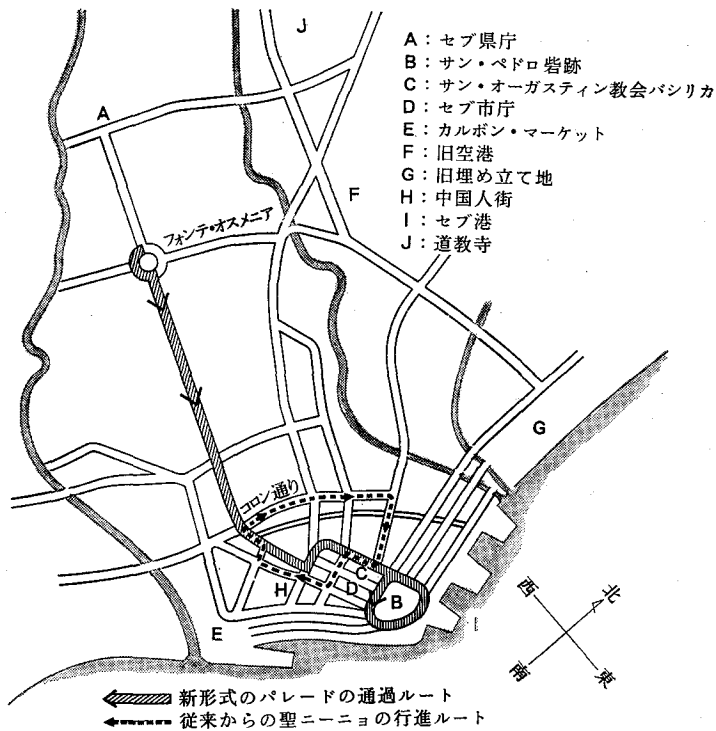 J
A：セブ県庁
B：サン・ペドロ砦跡
C：サン・オーガスティン教会バシリカ
D：セブ市庁
E：カルボン・マーケット
F：旧空港
G：旧埋め立て地
H：中国人街
I：セブ港
J：道教寺
A
F
フォンテ・オスメニア
G
コロン通り
C
D
B
H
E
I
西
北
南
東
新形式のパレードの通過ルート
従来からの聖ニーニョの行進ルート